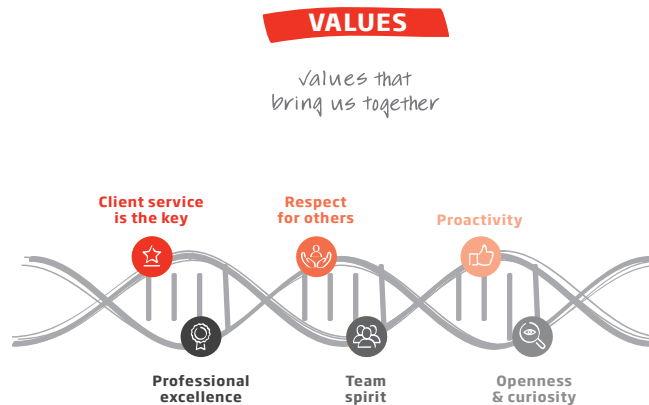 VALUES
values that
bring us together
Client service
is the key
Respect
for others
Proactivity
Professional
excellence
Team
spirit
Openness
& curiosity